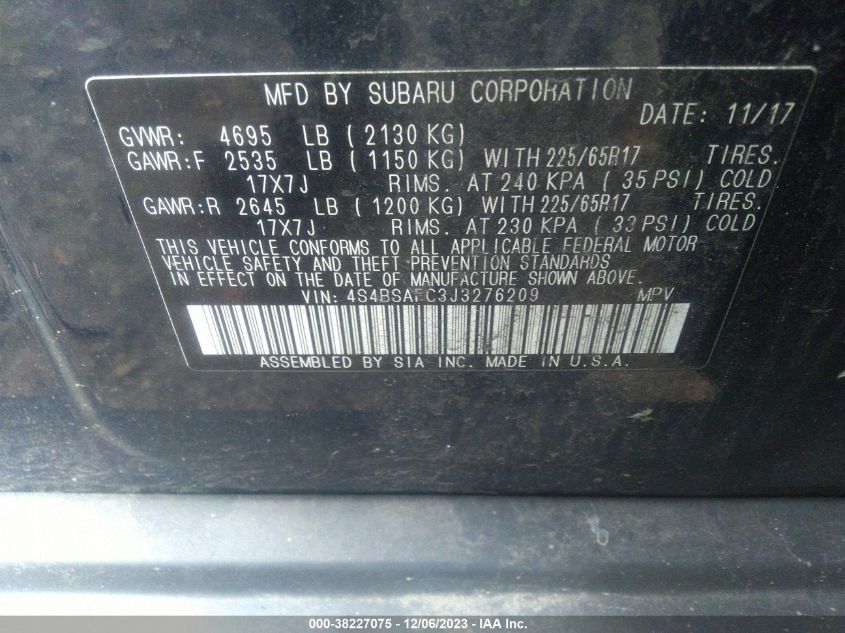 MFD BY SUBARU CORPORATION
DATE: 11/17
GVWR: 4695 LB ( 2130 KG)
GAWR:F 2535 LB ( 1150 KG) WITH 225/65R17 TIRES.
17X7J RIMS. AT 240 KPA ( 35 PSI) COLD
GAWR:R 2645 LB ( 1200 KG) WITH 225/65R17 TIRES.
17X7J RIMS. AT 230 KPA ( 33 PSI) COLD
THIS VEHICLE CONFORMS TO ALL APPLICABLE FEDERAL MOTOR
VEHICLE SAFETY AND THEFT PREVENTION STANDARDS
IN EFFECT ON THE DATE OF MANUFACTURE SHOWN ABOVE.
VIN: 4S4BSAFC3J3276209 MPV
ASSEMBLED BY SIA INC. MADE IN U.S.A.
000-38227075 - 12/06/2023 - IAA Inc.